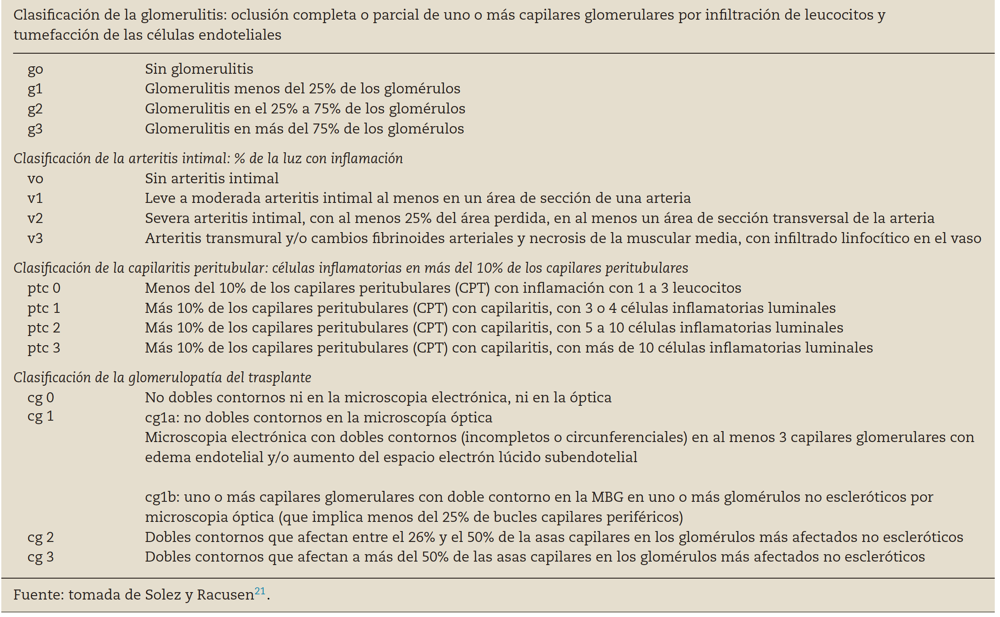 Clasificación de la glomerulitis: oclusión completa o parcial de uno o más capilares glomerulares por infiltración de leucocitos y
tumefacción de las células endoteliales
go Sin glomerulitis
g1 Glomerulitis menos del 25% de los glomérulos
g2 Glomerulitis en el 25% a 75% de los glomérulos
g3 Glomerulitis en más del 75% de los glomérulos
Clasificación de la arteritis intimal: % de la luz con inflamación
vo Sin arteritis intimal
v1 Leve a moderada arteritis intimal al menos en un área de sección de una arteria
v2 Severa arteritis intimal, con al menos 25% del área perdida, en al menos un área de sección transversal de la arteria
v3 Arteritis transmural y/o cambios fibrinoides arteriales y necrosis de la muscular media, con infiltrado linfocítico en el vaso
Clasificación de la capilaritis peritubular: células inflamatorias en más del 10% de los capilares peritubulares
ptc 0 Menos del 10% de los capilares peritubulares (CPT) con inflamación con 1 a 3 leucocitos
ptc 1 Más 10% de los capilares peritubulares (CPT) con capilaritis, con 3 o 4 células inflamatorias luminales
ptc 2 Más 10% de los capilares peritubulares (CPT) con capilaritis, con 5 a 10 células inflamatorias luminales
ptc 3 Más 10% de los capilares peritubulares (CPT) con capilaritis, con más de 10 células inflamatorias luminales
Clasificación de la glomerulopatía del trasplante
cg 0 No dobles contornos ni en la microscopia electrónica, ni en la óptica
cg 1 cg1a: no dobles contornos en la microscopía óptica
Microscopia electrónica con dobles contornos (incompletos o circunferenciales) en al menos 3 capilares glomerulares con
edema endotelial y/o aumento del espacio electrón lúcido subendotelial
cg1b: uno o más capilares glomerulares con doble contorno en la MBG en uno o más glomérulos no escleróticos por
microscopia óptica (que implica menos del 25% de bucles capilares periféricos)
cg 2 Dobles contornos que afectan entre el 26% y el 50% de la asas capilares en los glomérulos más afectados no escleróticos
cg 3 Dobles contornos que afectan a más del 50% de las asas capilares en los glomérulos más afectados no escleróticos
Fuente: tomada de Solez y Racusen21.